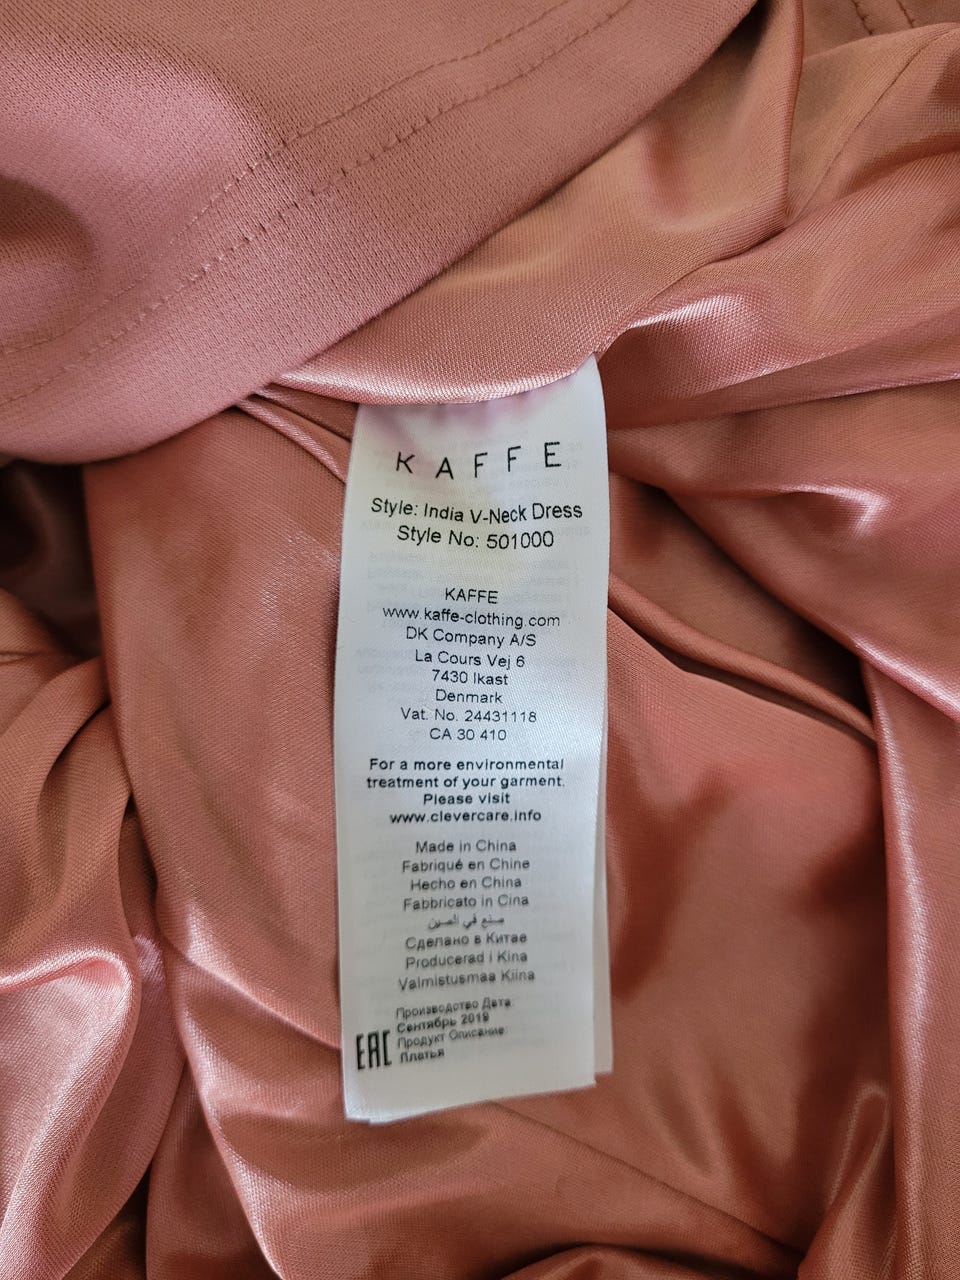 KAFFE
Style: India V-Neck Dress
Style No: 501000
KAFFE
www.kaffe-clothing.com
DK Company A/S
La Cours Vej 6
7430 Ikast
Denmark
Vat. No. 24431118
CA 30 410
For a more environmental
treatment of your garment.
Please visit
www.clevercare.info
Made in China
Fabriqué en Chine
Hecho en China
Fabbricato in Cina
صنع في الصين
Сделано в Китае
Producerad i Kina
Valmistusmaa Kiina
Производство Дата:
Сентябрь 2019
Продукт Описание:
Платья
EAC